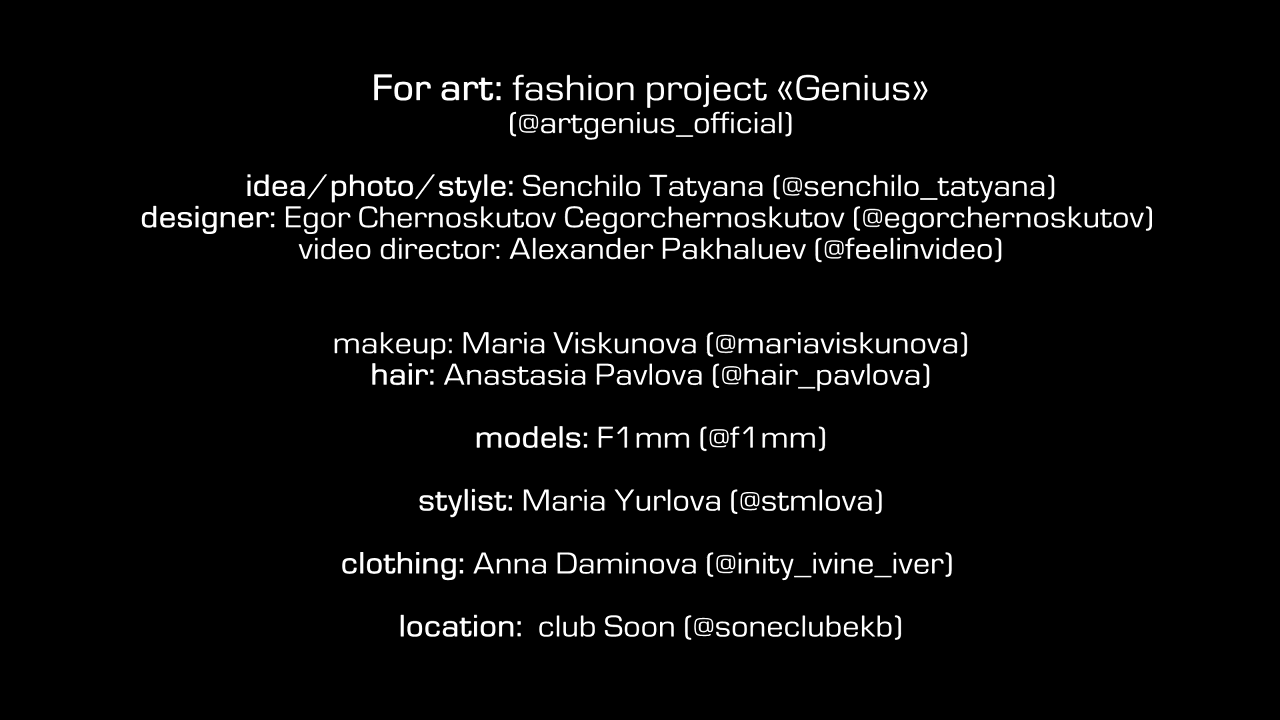 For art: fashion project «Genius»
(@artgenius_official)
idea/photo/style: Senchilo Tatyana (@senchilo_tatyana)
designer: Egor Chernoskutov Cegorchernoskutov (@egorchernoskutov)
video director: Alexander Pakhaluev (@feelinvideo)
makeup: Maria Viskunova (@mariaviskunova)
hair: Anastasia Pavlova (@hair_pavlova)
models: F1mm (@f1mm)
stylist: Maria Yurlova (@stmlova)
clothing: Anna Daminova (@inity_ivine_iver)
location: club Soon (@soneclubekb)